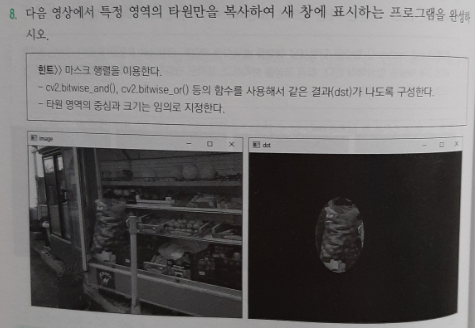 8. 다음 영상에서 특정 영역의 타원만을 복사하여 새 창에 표시하는 프로그램을 완성하
시오.
힌트》 마스크 행렬을 이용한다.
- cv2.bitwise_and(), cv2.bitwise_or() 등의 함수를 사용해서 같은 결과(dst)가 나도록 구성한다.
- 타원 영역의 중심과 크기는 임의로 지정한다.
image
dst